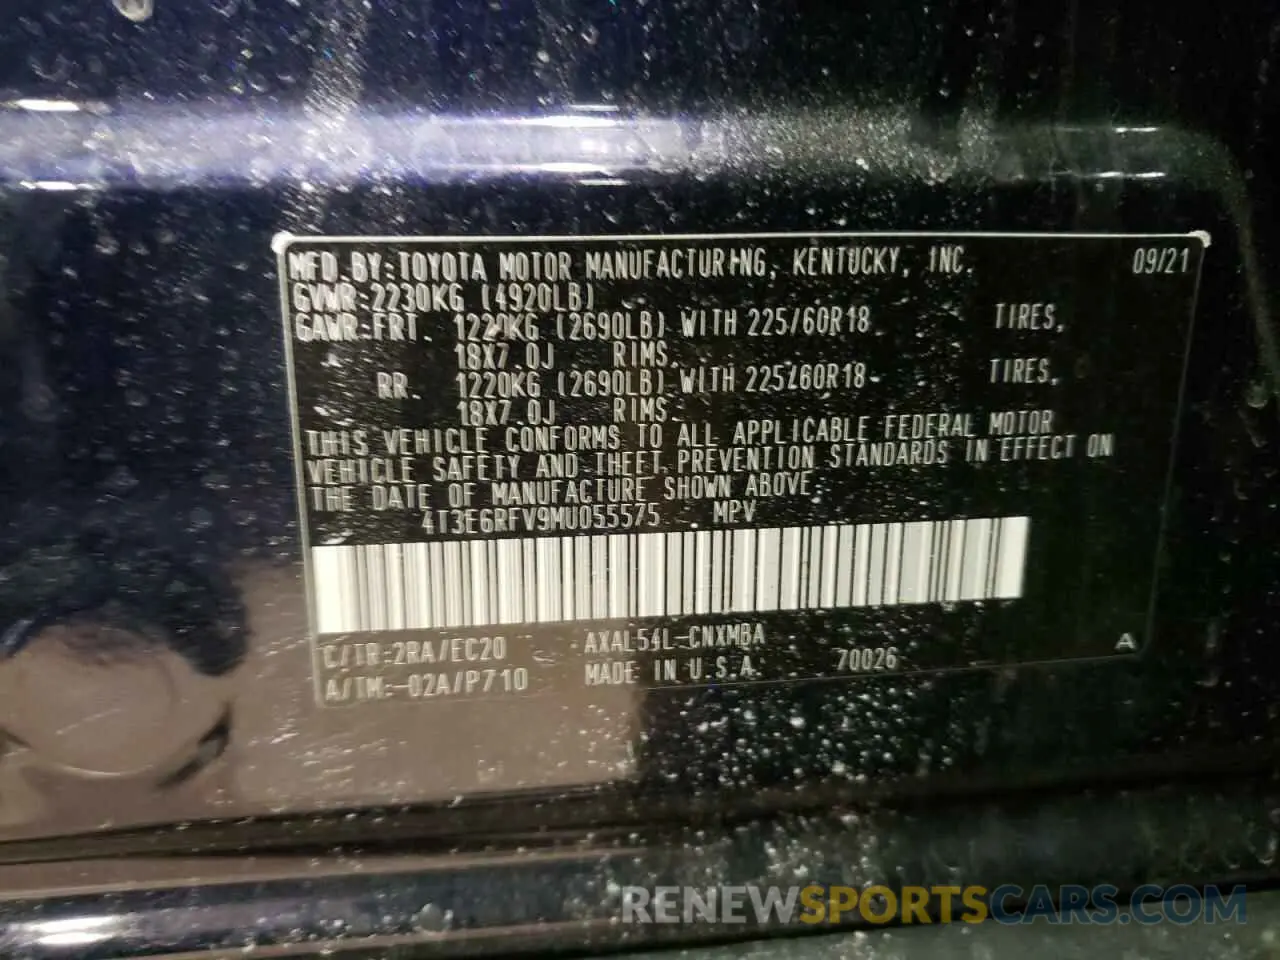 MFD. BY: TOYOTA MOTOR MANUFACTURING, KENTUCKY, INC. 09/21
GVWR: 2230KG (4920LB)
GAWR: FRT. 1220KG (2690LB) WITH 225/60R18 TIRES,
18X7.0J RIMS.
RR. 1220KG (2690LB) WITH 225/60R18 TIRES,
18X7.0J RIMS.
THIS VEHICLE CONFORMS TO ALL APPLICABLE FEDERAL MOTOR
VEHICLE SAFETY AND THEFT PREVENTION STANDARDS IN EFFECT ON
THE DATE OF MANUFACTURE SHOWN ABOVE.
4T3E6RFV9MU055575 MPV
C/TR: 2RA/EC20 AXAL54L-CNXMBA A
A/TM: -02A/P710 MADE IN U.S.A. 70026
RENEWSPORTSCARS.COM